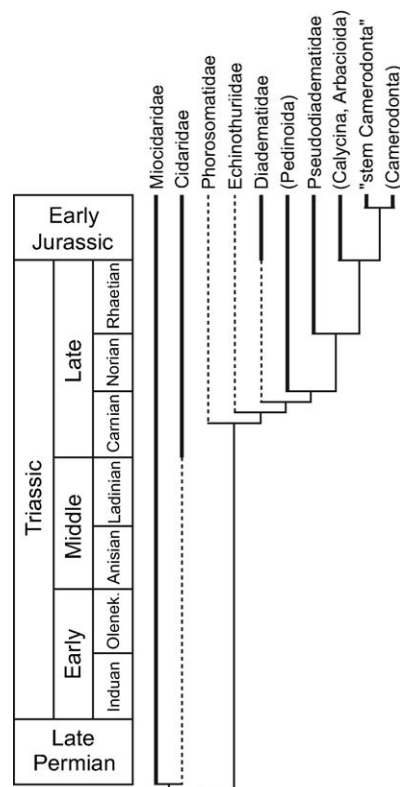 Miocidaridae
Cidaridae
Phorosomatidae
Echinothuriidae
Diadematidae
(Pedinoida)
Pseudodiadematidae
(Calycina, Arbacioida)
"stem Camerodonta"
(Camerodonta)
Early
Jurassic
Triassic
Late
Rhaetian
Norian
Carnian
Middle
Ladinian
Anisian
Early
Olenek.
Induan
Late
Permian